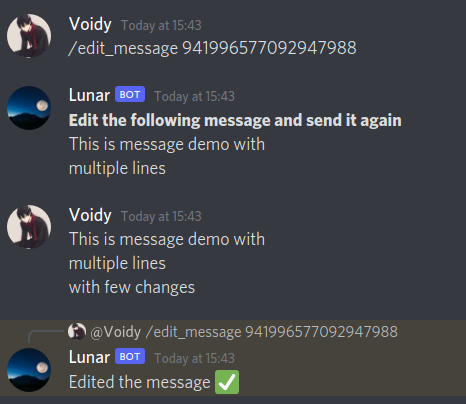 Voidy Today at 15:43
/edit_message 941996577092947988
Lunar BOT Today at 15:43
Edit the following message and send it again
This is message demo with
multiple lines
Voidy Today at 15:43
This is message demo with
multiple lines
with few changes
@Voidy /edit_message 941996577092947988
Lunar BOT Today at 15:43
Edited the message ✅